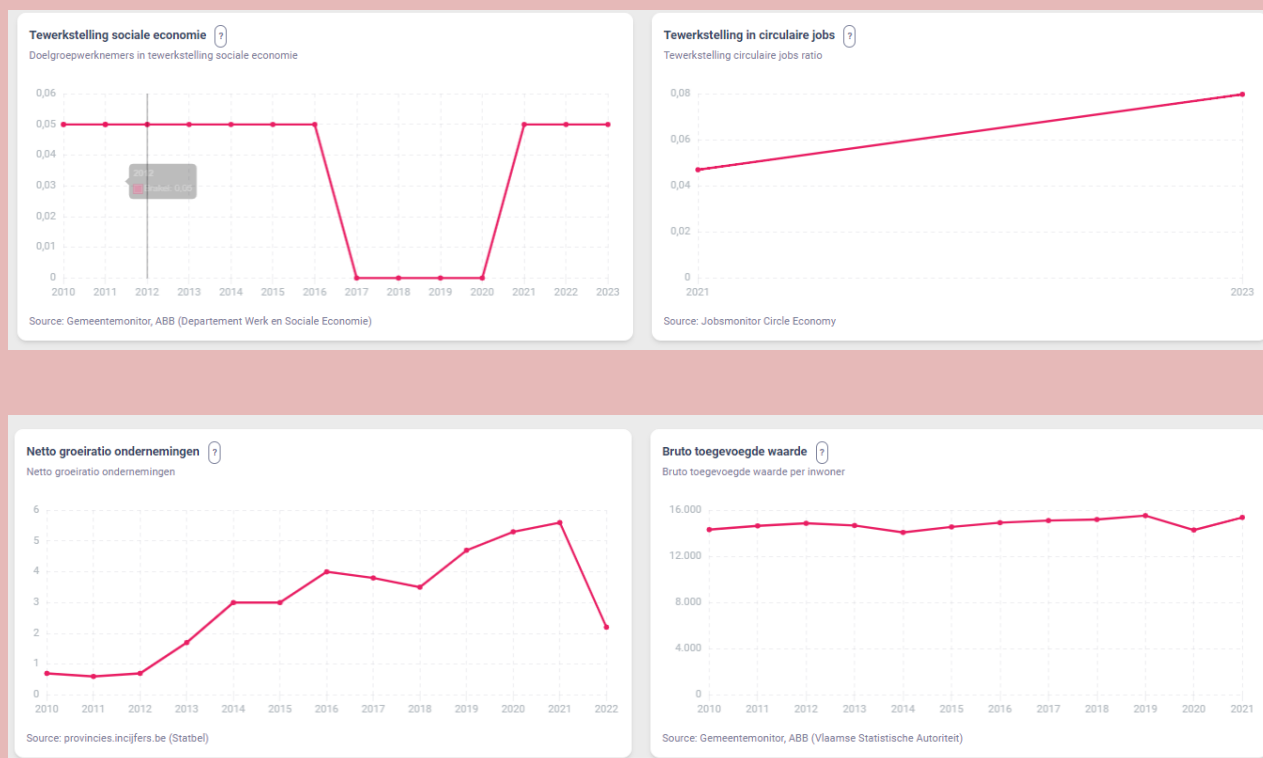 Tewerkstelling sociale economie ?
Doelgroepwerknemers in tewerkstelling sociale economie
0,06
0,05
0,04
0,03
0,02
0,01
0
2012
0,05
2010 2011 2012 2013 2014 2015 2016 2017 2018 2019 2020 2021 2022 2023
Source: Gemeentemonitor, ABB (Departement Werk en Sociale Economie)
Tewerkstelling in circulaire jobs ?
Tewerkstelling circulaire jobs ratio
0,08
0,06
0,04
0,02
0
2021 2023
Source: Jobsmonitor Circle Economy
Netto groeiratio ondernemingen ?
Netto groeiratio ondernemingen
6
5
4
3
2
1
0
2010 2011 2012 2013 2014 2015 2016 2017 2018 2019 2020 2021 2022
Source: provincies.incijfers.be (Statbel)
Bruto toegevoegde waarde ?
Bruto toegevoegde waarde per inwoner
16.000
12.000
8.000
4.000
0
2010 2011 2012 2013 2014 2015 2016 2017 2018 2019 2020 2021
Source: Gemeentemonitor, ABB (Vlaamse Statistische Autoriteit)